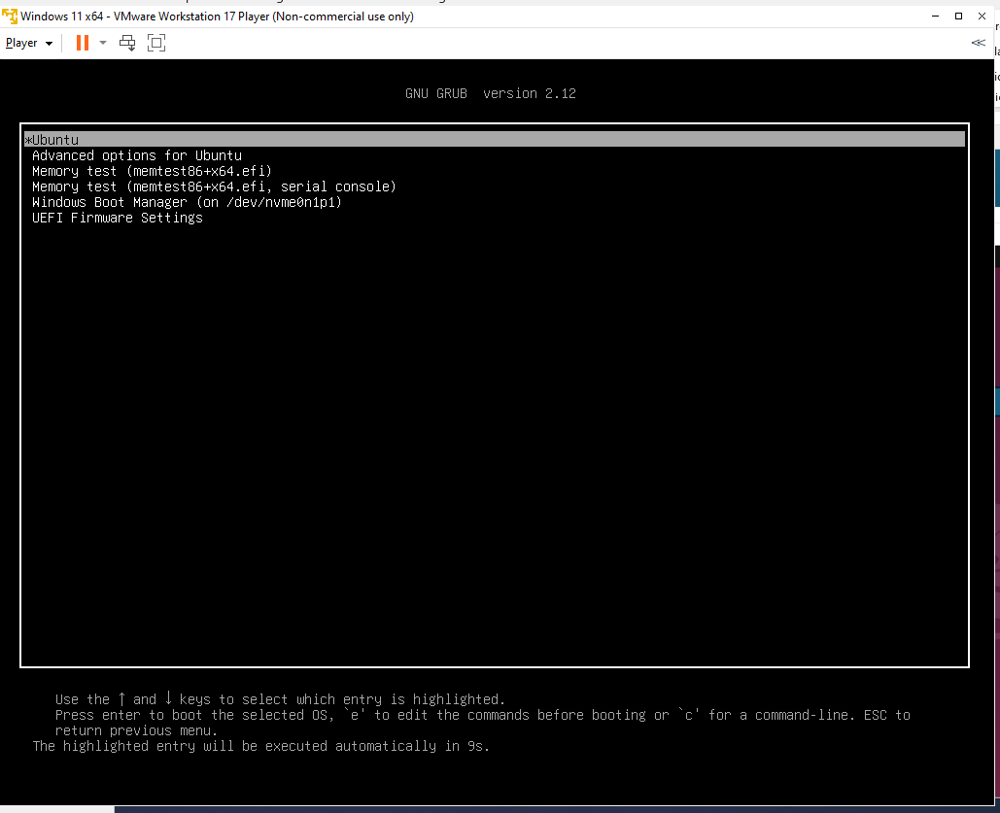 Windows 11 x64 - VMware Workstation 17 Player (Non-commercial use only)
Player
GNU GRUB  version 2.12
*Ubuntu
Advanced options for Ubuntu
Memory test (memtest86+x64.efi)
Memory test (memtest86+x64.efi, serial console)
Windows Boot Manager (on /dev/nvme0n1p1)
UEFI Firmware Settings
Use the ↑ and ↓ keys to select which entry is highlighted.
Press enter to boot the selected OS, `e' to edit the commands before booting or `c' for a command-line. ESC to
return previous menu.
The highlighted entry will be executed automatically in 9s.